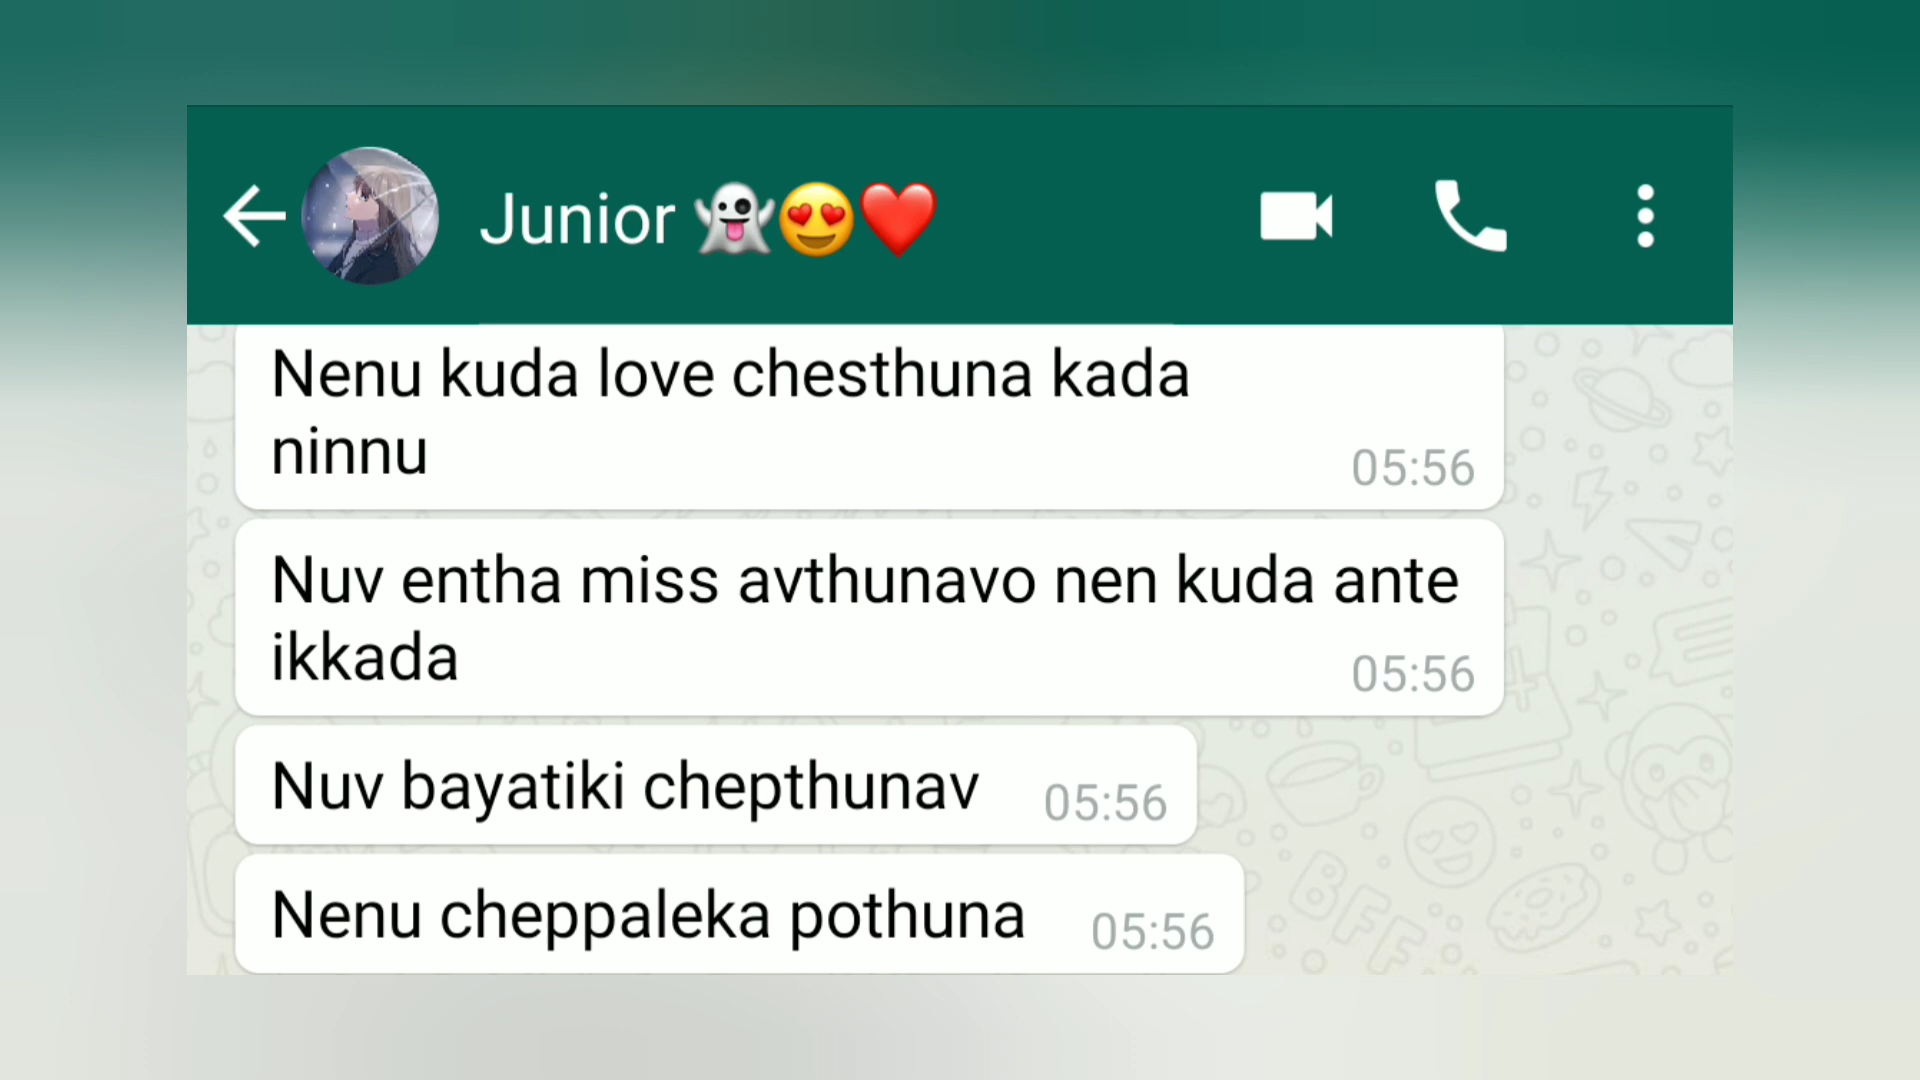 Junior 👻😍❤️
Nenu kuda love chesthuna kada
ninnu
05:56
Nuv entha miss avthunavo nen kuda ante
ikkada
05:56
Nuv bayatiki chepthunav 05:56
Nenu cheppaleka pothuna 05:56